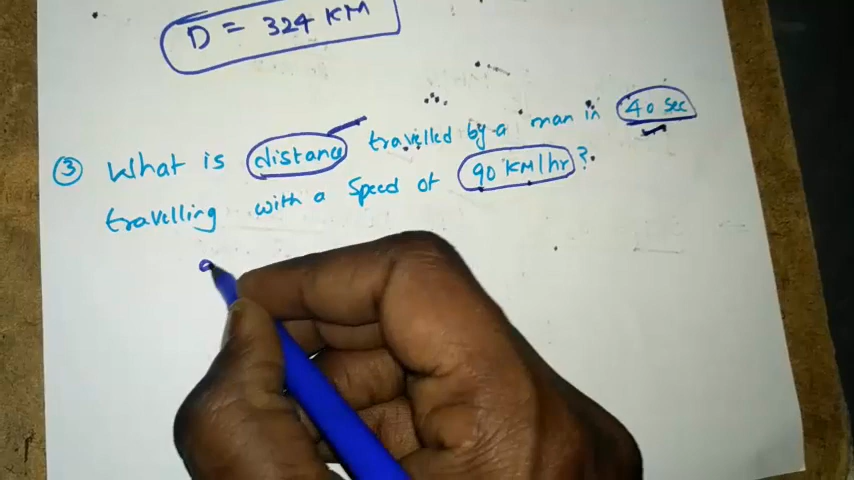 D = 324 KM
③ What is distance travelled by a man in 40 sec
travelling with a Speed of 90 KM/hr?